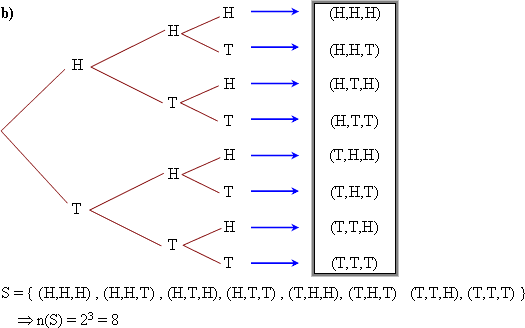 b)
H (H,H,H)
H
T (H,H,T)
H
H (H,T,H)
T
T (H,T,T)
H (T,H,H)
H
T (T,H,T)
T
H (T,T,H)
T
T (T,T,T)
S = { (H,H,H) , (H,H,T) , (H,T,H), (H,T,T) , (T,H,H), (T,H,T) (T,T,H), (T,T,T) }
⇒ n(S) = 2³ = 8